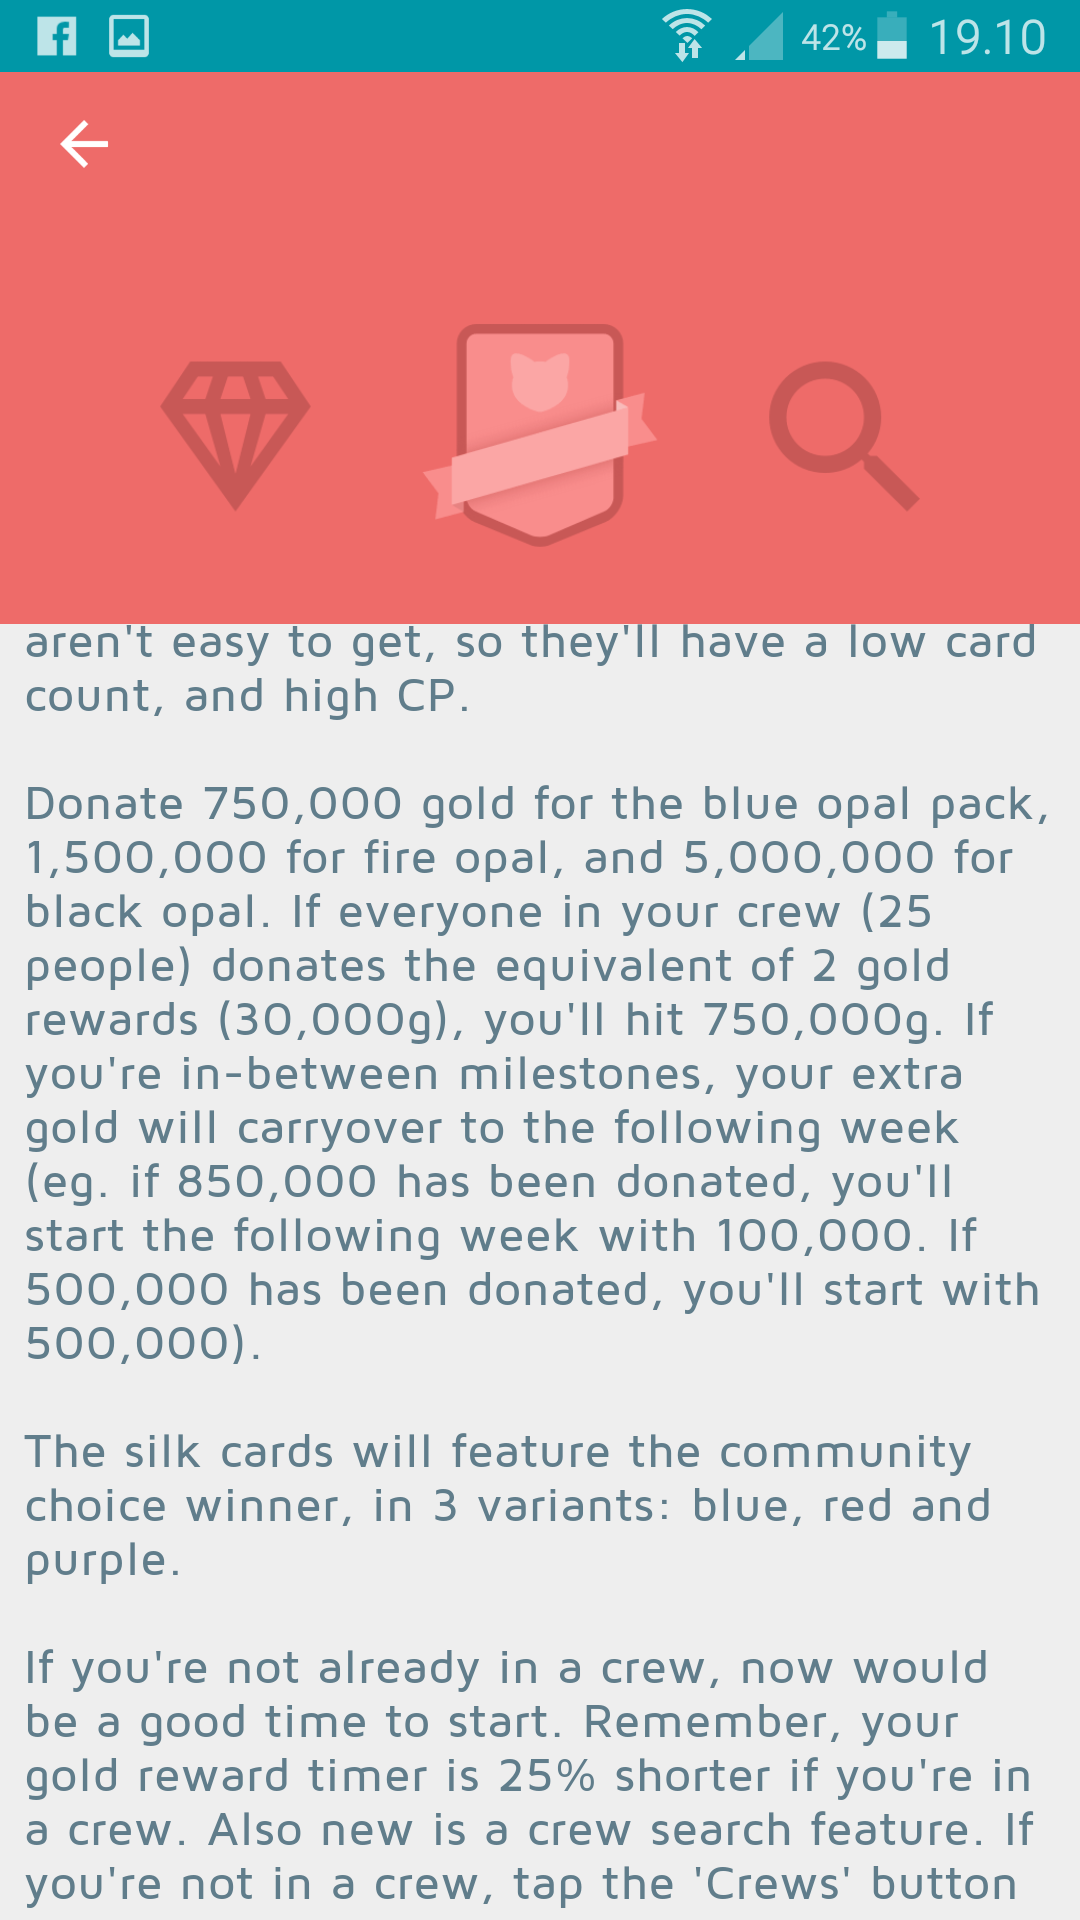 42% 19.10
aren't easy to get, so they'll have a low card
count, and high CP.
Donate 750,000 gold for the blue opal pack,
1,500,000 for fire opal, and 5,000,000 for
black opal. If everyone in your crew (25
people) donates the equivalent of 2 gold
rewards (30,000g), you'll hit 750,000g. If
you're in-between milestones, your extra
gold will carryover to the following week
(eg. if 850,000 has been donated, you'll
start the following week with 100,000. If
500,000 has been donated, you'll start with
500,000).
The silk cards will feature the community
choice winner, in 3 variants: blue, red and
purple.
If you're not already in a crew, now would
be a good time to start. Remember, your
gold reward timer is 25% shorter if you're in
a crew. Also new is a crew search feature. If
you're not in a crew, tap the 'Crews' button